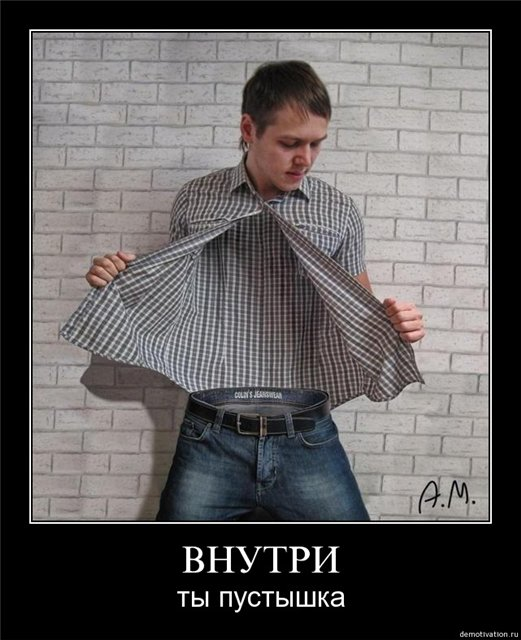 COLIN'S JEANSWEAR
А.М.
ВНУТРИ
ты пустышка
demotivation.ru